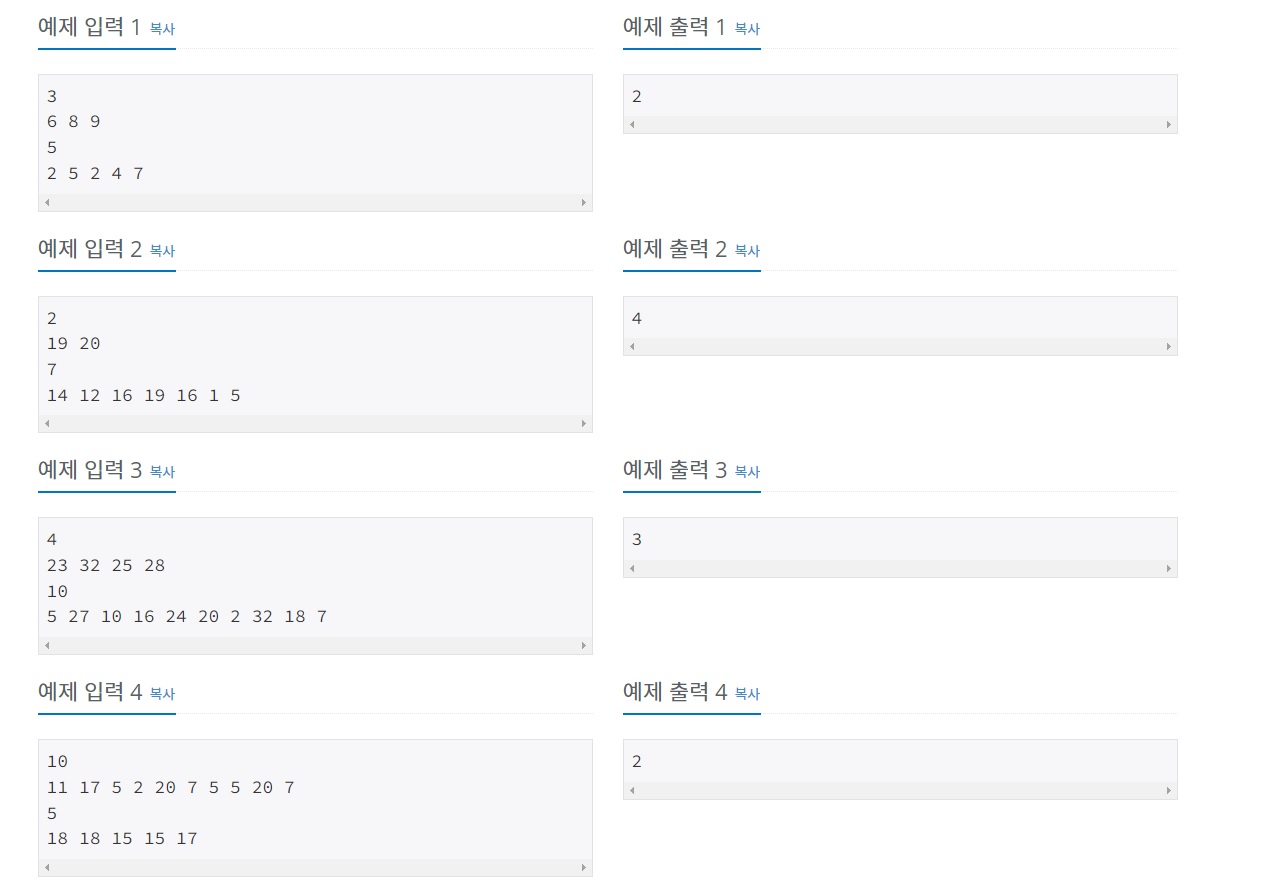 예제 입력 1 복사
예제 출력 1 복사
3
6 8 9
5
2 5 2 4 7
2
예제 입력 2 복사
예제 출력 2 복사
2
19 20
7
14 12 16 19 16 1 5
4
예제 입력 3 복사
예제 출력 3 복사
4
23 32 25 28
10
5 27 10 16 24 20 2 32 18 7
3
예제 입력 4 복사
예제 출력 4 복사
10
11 17 5 2 20 7 5 5 20 7
5
18 18 15 15 17
2